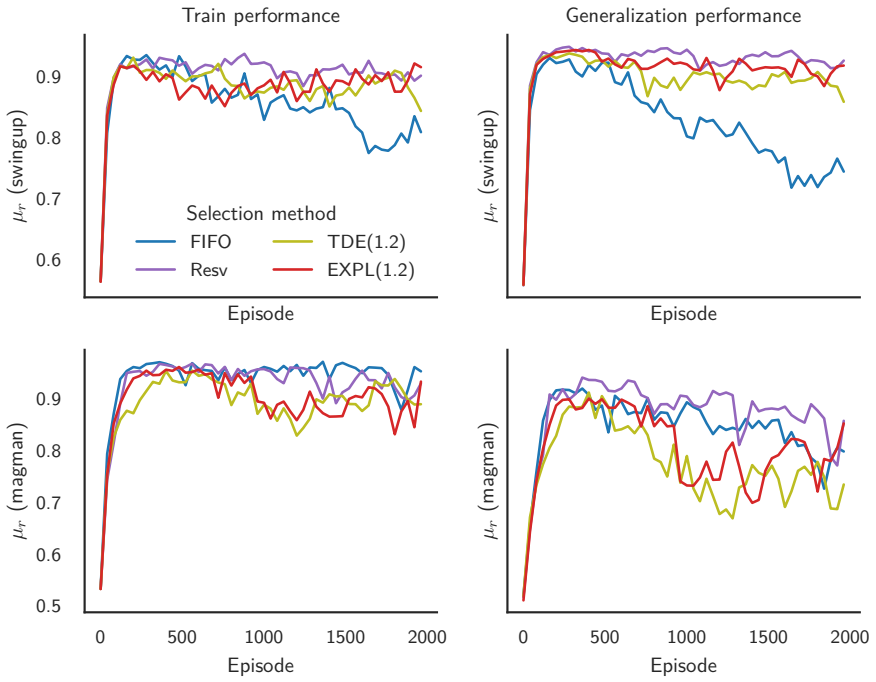 Train performance
Generalization performance
μr (swingup)
0.9
0.8
0.7
0.6
Selection method
FIFO
TDE(1.2)
Resv
EXPL(1.2)
Episode
μr (swingup)
Episode
μr (magman)
0.9
0.8
0.7
0.6
0.5
0
500
1000
1500
2000
Episode
μr (magman)
0
500
1000
1500
2000
Episode